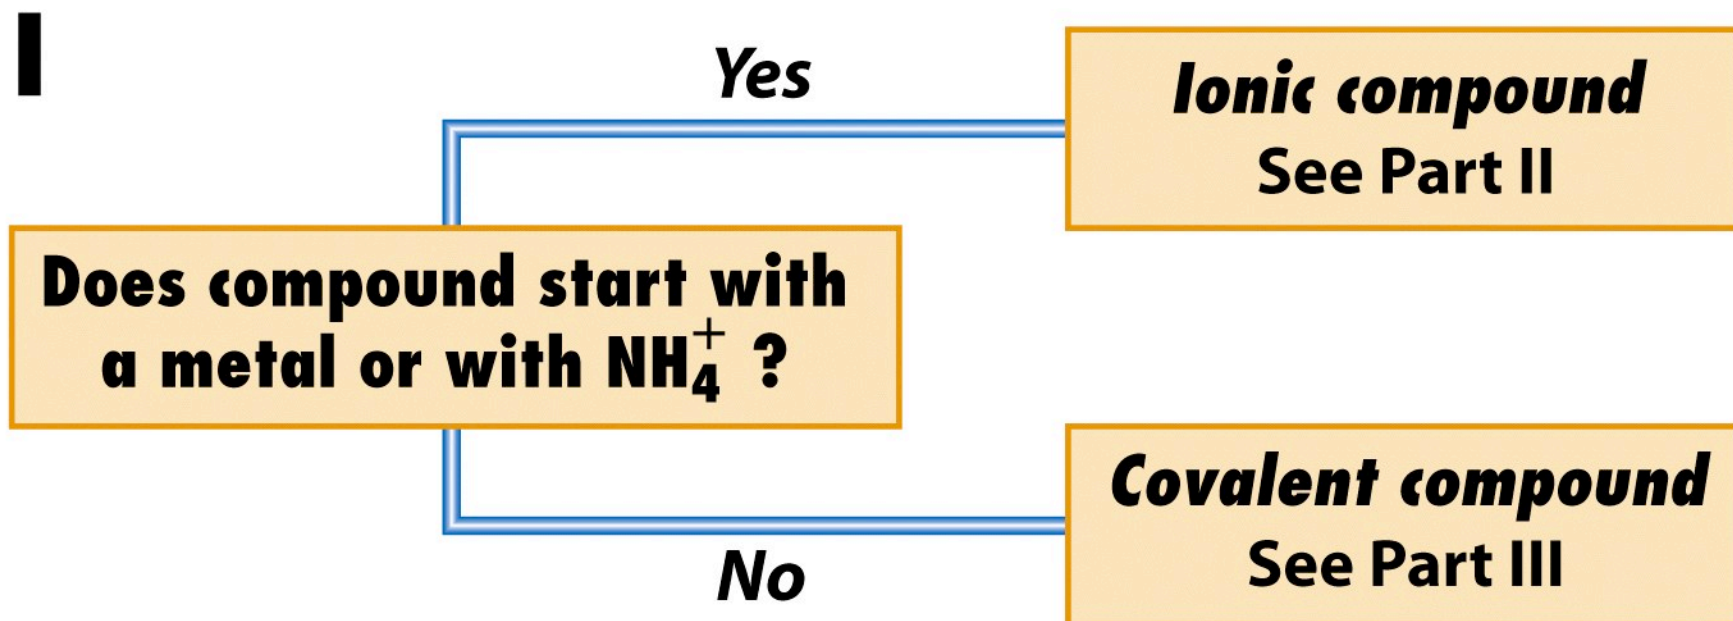 I
Yes
Ionic compound
See Part II
Does compound start with
a metal or with NH₄⁺ ?
Covalent compound
See Part III
No